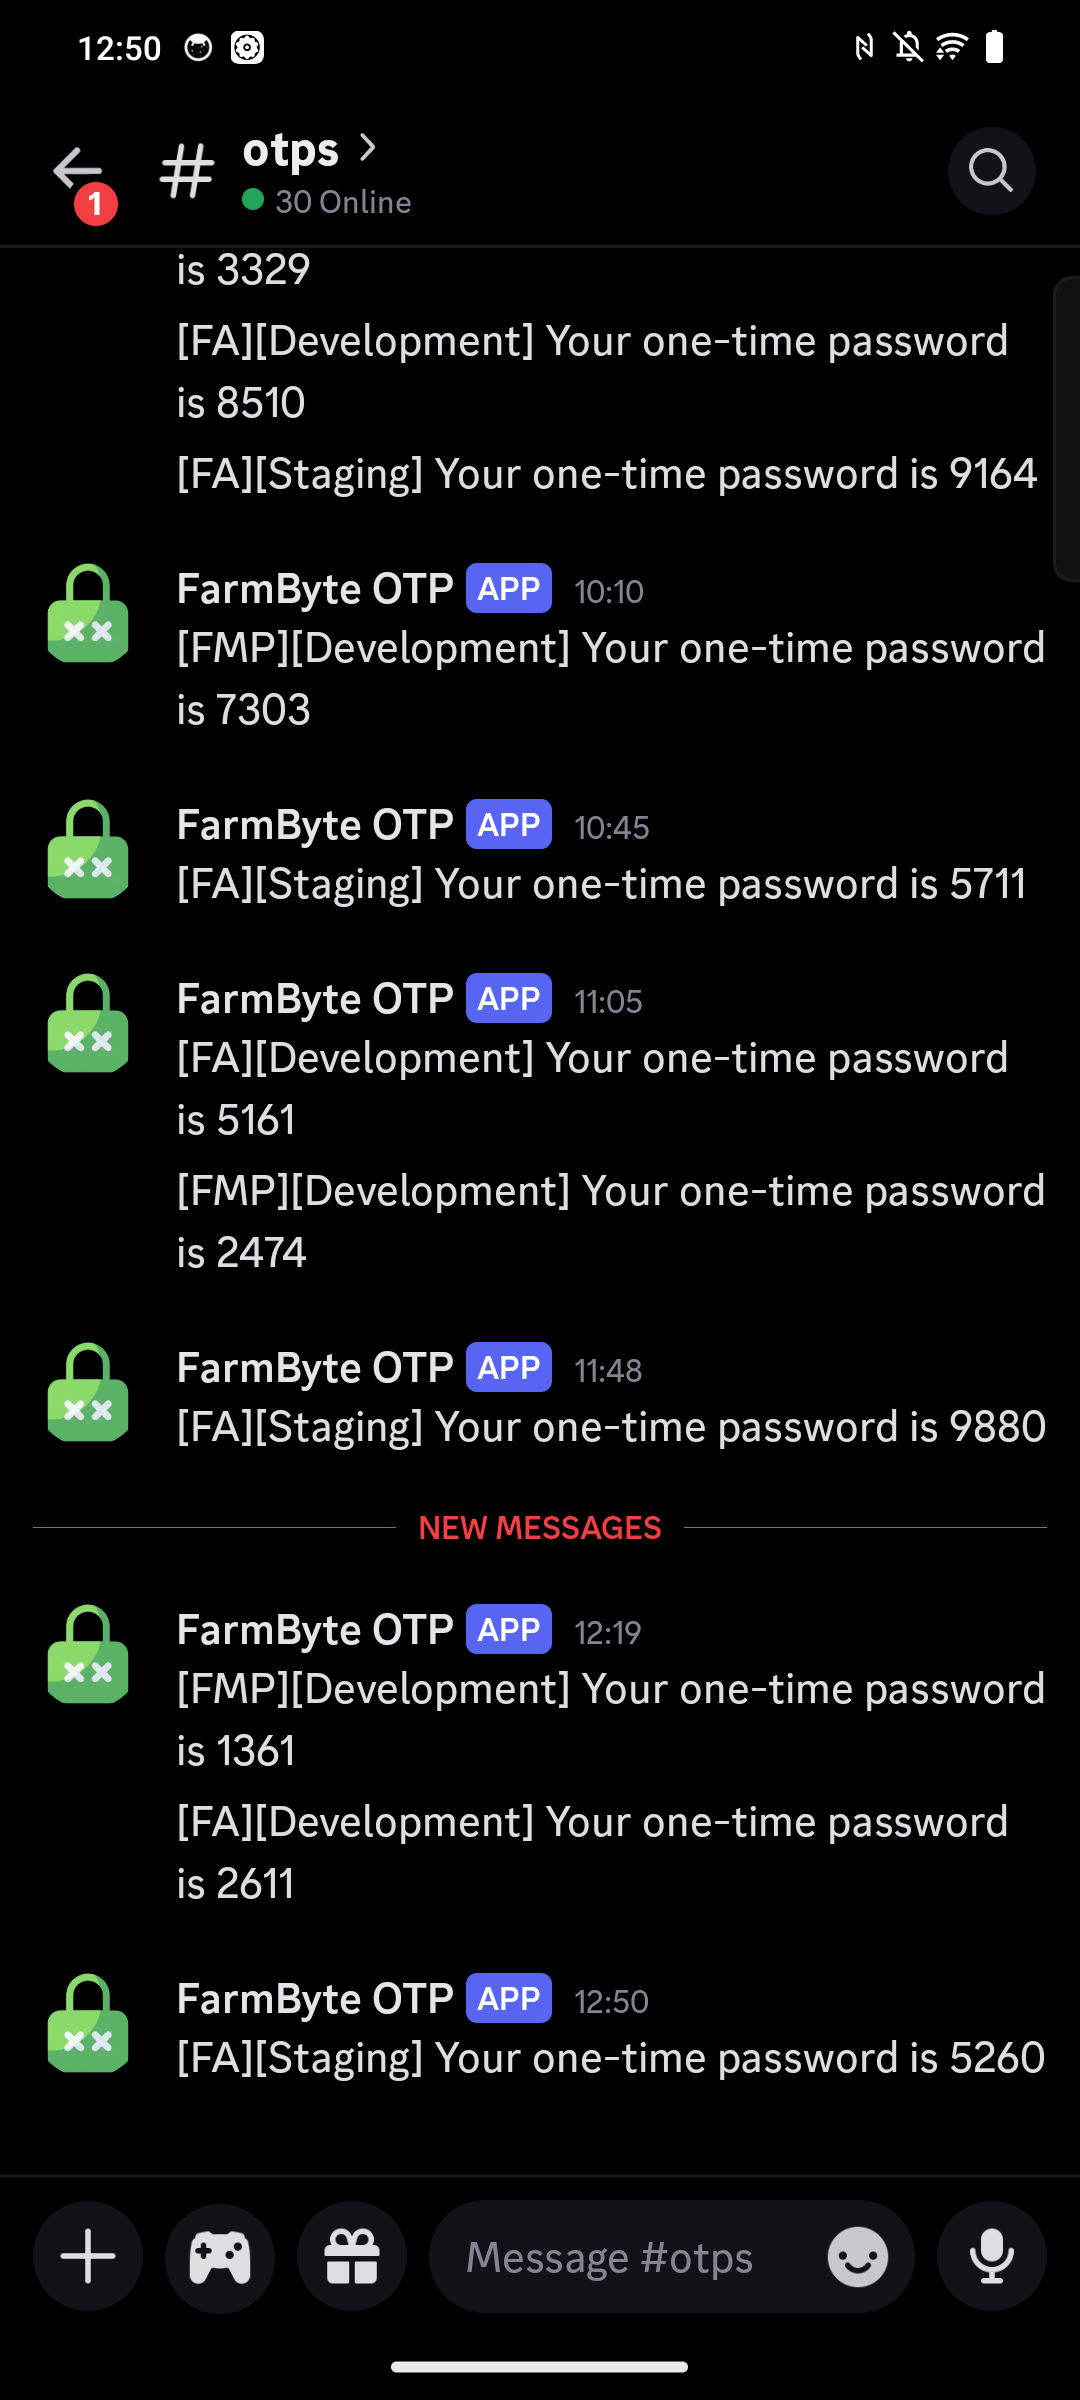 12:50
1
otps
30 Online
is 3329
[FA][Development] Your one-time password
is 8510
[FA][Staging] Your one-time password is 9164
FarmByte OTP APP 10:10
[FMP][Development] Your one-time password
is 7303
FarmByte OTP APP 10:45
[FA][Staging] Your one-time password is 5711
FarmByte OTP APP 11:05
[FA][Development] Your one-time password
is 5161
[FMP][Development] Your one-time password
is 2474
FarmByte OTP APP 11:48
[FA][Staging] Your one-time password is 9880
NEW MESSAGES
FarmByte OTP APP 12:19
[FMP][Development] Your one-time password
is 1361
[FA][Development] Your one-time password
is 2611
FarmByte OTP APP 12:50
[FA][Staging] Your one-time password is 5260
Message #otps